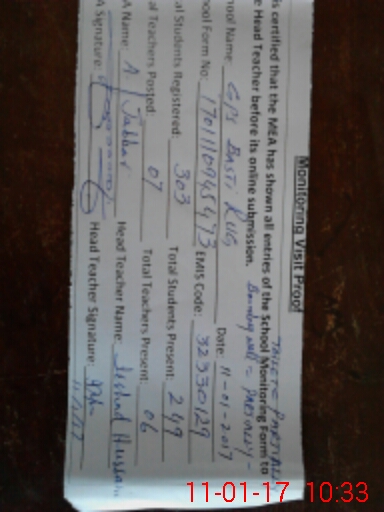 Monitoring Visit Proof
is certified that the MEA has shown all entries of the School Monitoring Form to
e Head Teacher before its online submission.
hool Name: GPS BASTI RUG Date: 11-01-2017
hool Form No: EMIS Code: 32330129
al Students Registered: 303 Total Students Present: 249
al Teachers Posted: 07 Total Teachers Present: 06
A Name: A Jabbar Head Teacher Name: Irshad Hussain
A Signature: Head Teacher Signature:
11-01-17 10:33